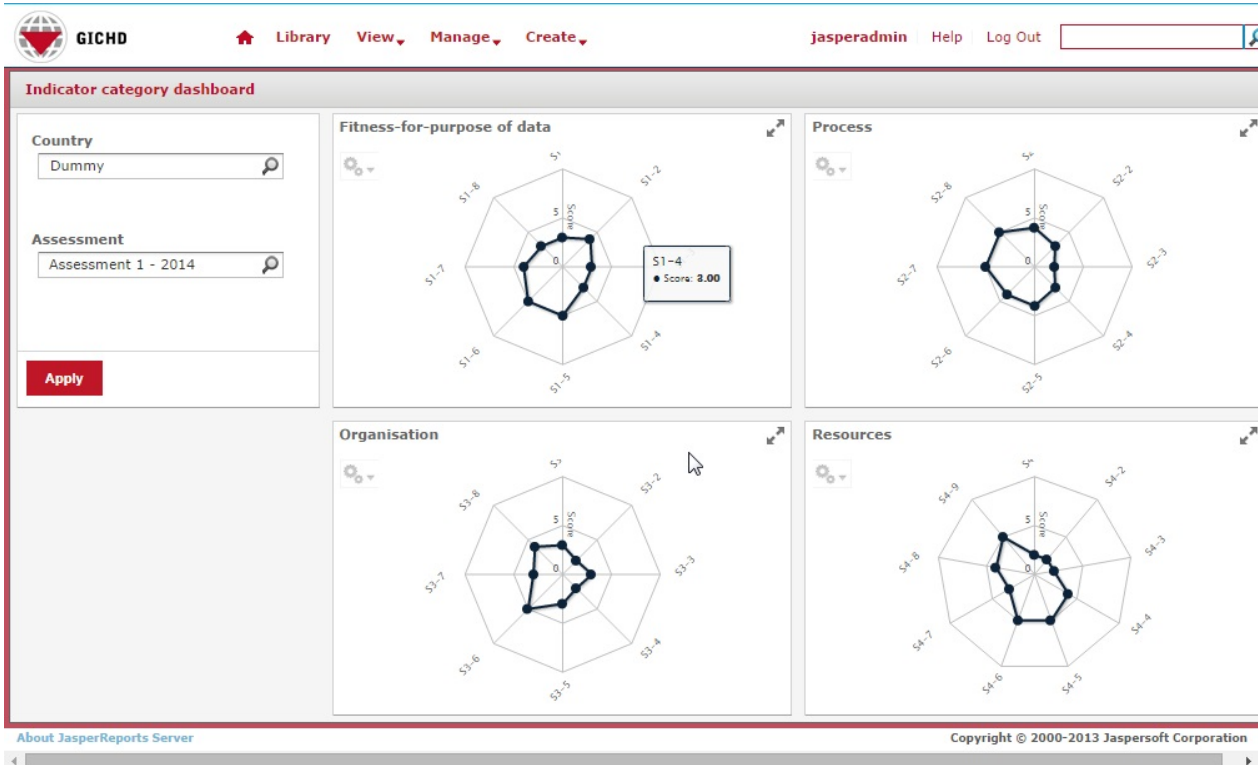 GICHD
Library View Manage Create
jasperadmin Help Log Out
Indicator category dashboard
Country
Dummy
Assessment
Assessment 1 - 2014
Apply
Fitness-for-purpose of data
S1-2
S1-4
S1-5
S1-6
S1-7
S1-8
5
0
Score
S1-4
● Score: 3.00
Process
S2-2
S2-3
S2-4
S2-5
S2-6
S2-7
S2-8
5
0
Score
Organisation
S3-2
S3-3
S3-4
S3-5
S3-6
S3-7
S3-8
5
0
Score
Resources
S4-2
S4-3
S4-4
S4-5
S4-6
S4-7
S4-8
S4-9
5
0
Score
About JasperReports Server
Copyright © 2000-2013 Jaspersoft Corporation